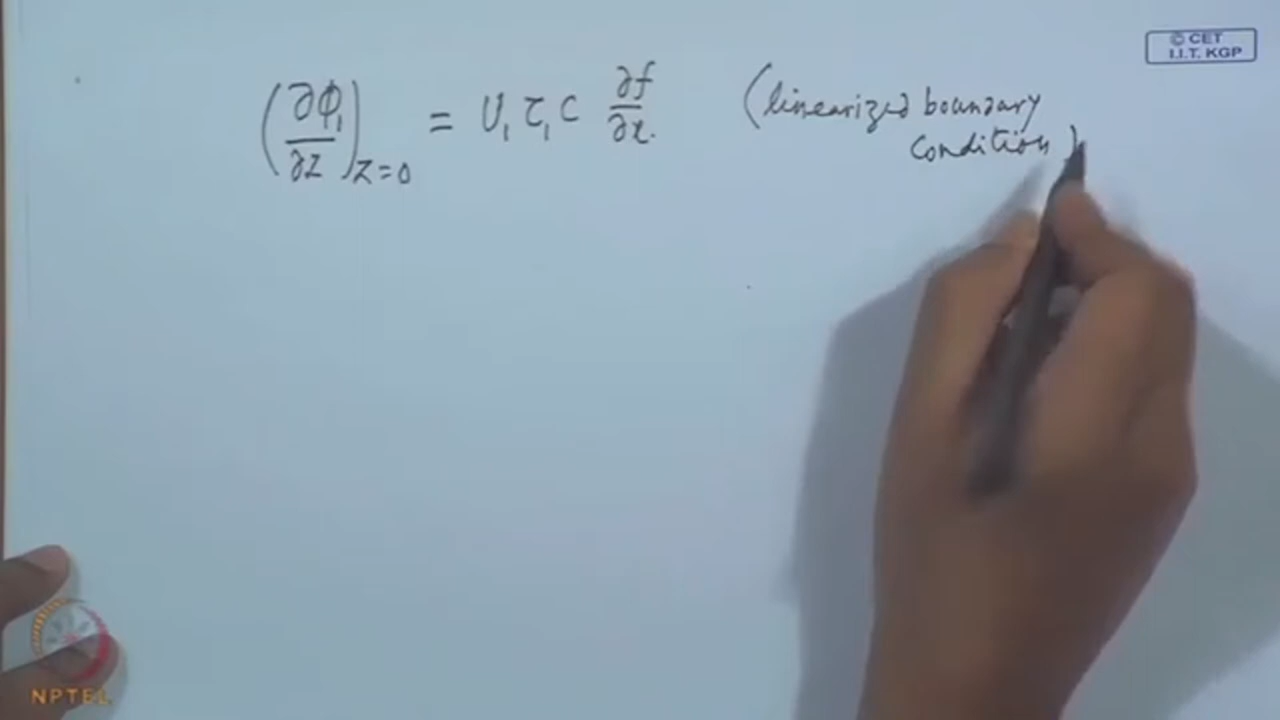 © CET
I.I.T. KGP
(∂φ₁/∂z)z=0 = U₁ τ₁ c ∂f/∂x. (linearized boundary
condition)
NPTEL